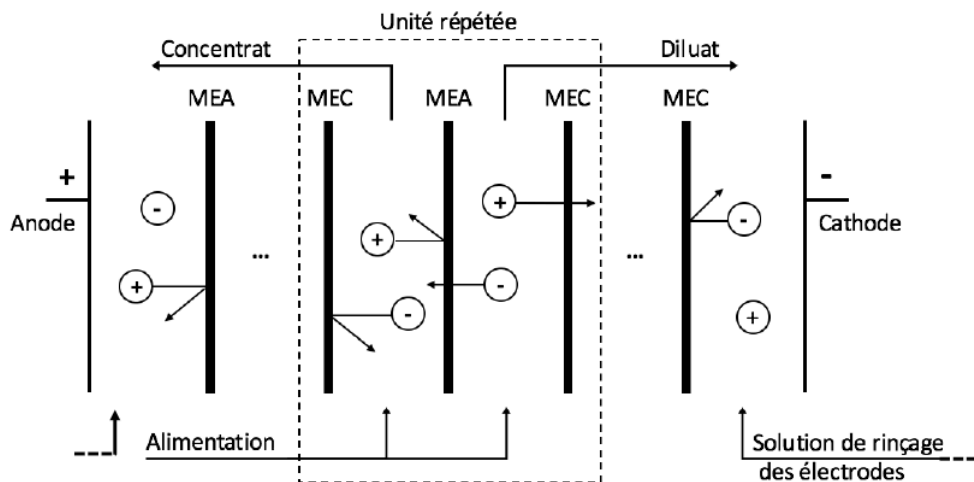 Unité répétée
Concentrat
Diluat
MEA
MEC
MEA
MEC
MEC
+
-
Anode
Cathode
-
+
+
-
+
-
-
+
...
...
Alimentation
Solution de rinçage
des électrodes